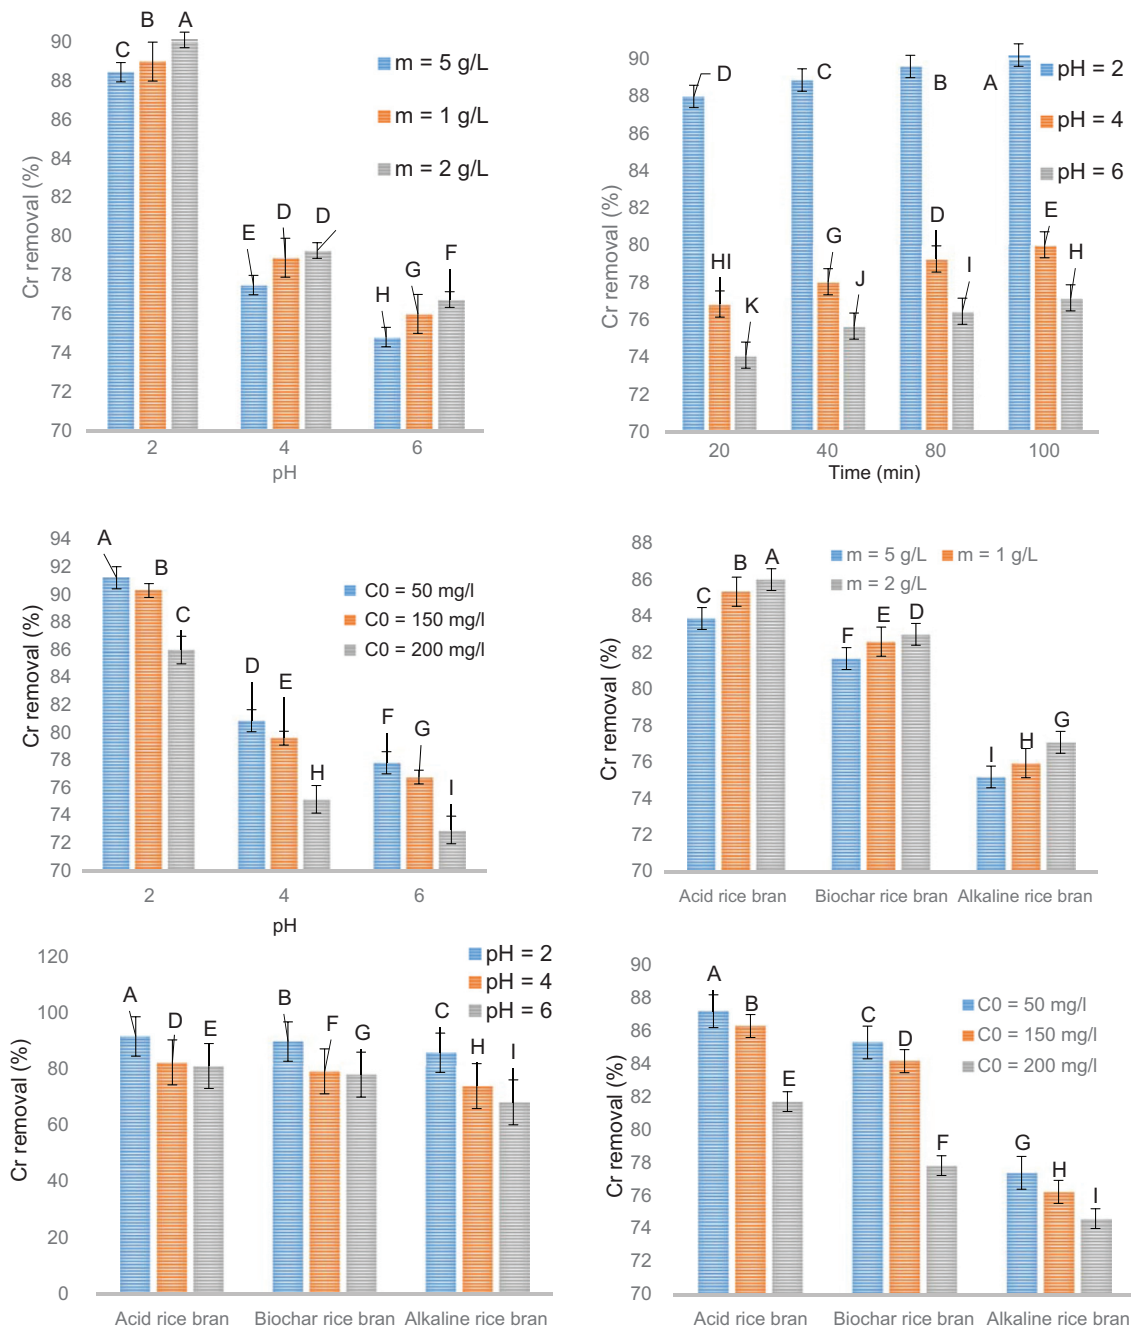 90
88
86
84
82
80
78
76
74
72
70
Cr removal (%)
C
B
A
E
D
D
H
G
F
m = 5 g/L
m = 1 g/L
m = 2 g/L
2
4
6
pH
90
88
86
84
82
80
78
76
74
72
70
Cr removal (%)
D
C
B
A
HI
K
G
J
D
I
E
H
pH = 2
pH = 4
pH = 6
20
40
80
100
Time (min)
94
92
90
88
86
84
82
80
78
76
74
72
70
Cr removal (%)
A
B
C
D
E
H
F
G
I
C0 = 50 mg/l
C0 = 150 mg/l
C0 = 200 mg/l
2
4
6
pH
88
86
84
82
80
78
76
74
72
70
Cr removal (%)
C
B
A
F
E
D
I
H
G
m = 5 g/L
m = 1 g/L
m = 2 g/L
Acid rice bran
Biochar rice bran
Alkaline rice bran
120
100
80
60
40
20
0
Cr removal (%)
A
D
E
B
F
G
C
H
I
pH = 2
pH = 4
pH = 6
Acid rice bran
Biochar rice bran
Alkaline rice bran
90
88
86
84
82
80
78
76
74
72
70
Cr removal (%)
A
B
E
C
D
F
G
H
I
C0 = 50 mg/l
C0 = 150 mg/l
C0 = 200 mg/l
Acid rice bran
Biochar rice bran
Alkaline rice bran